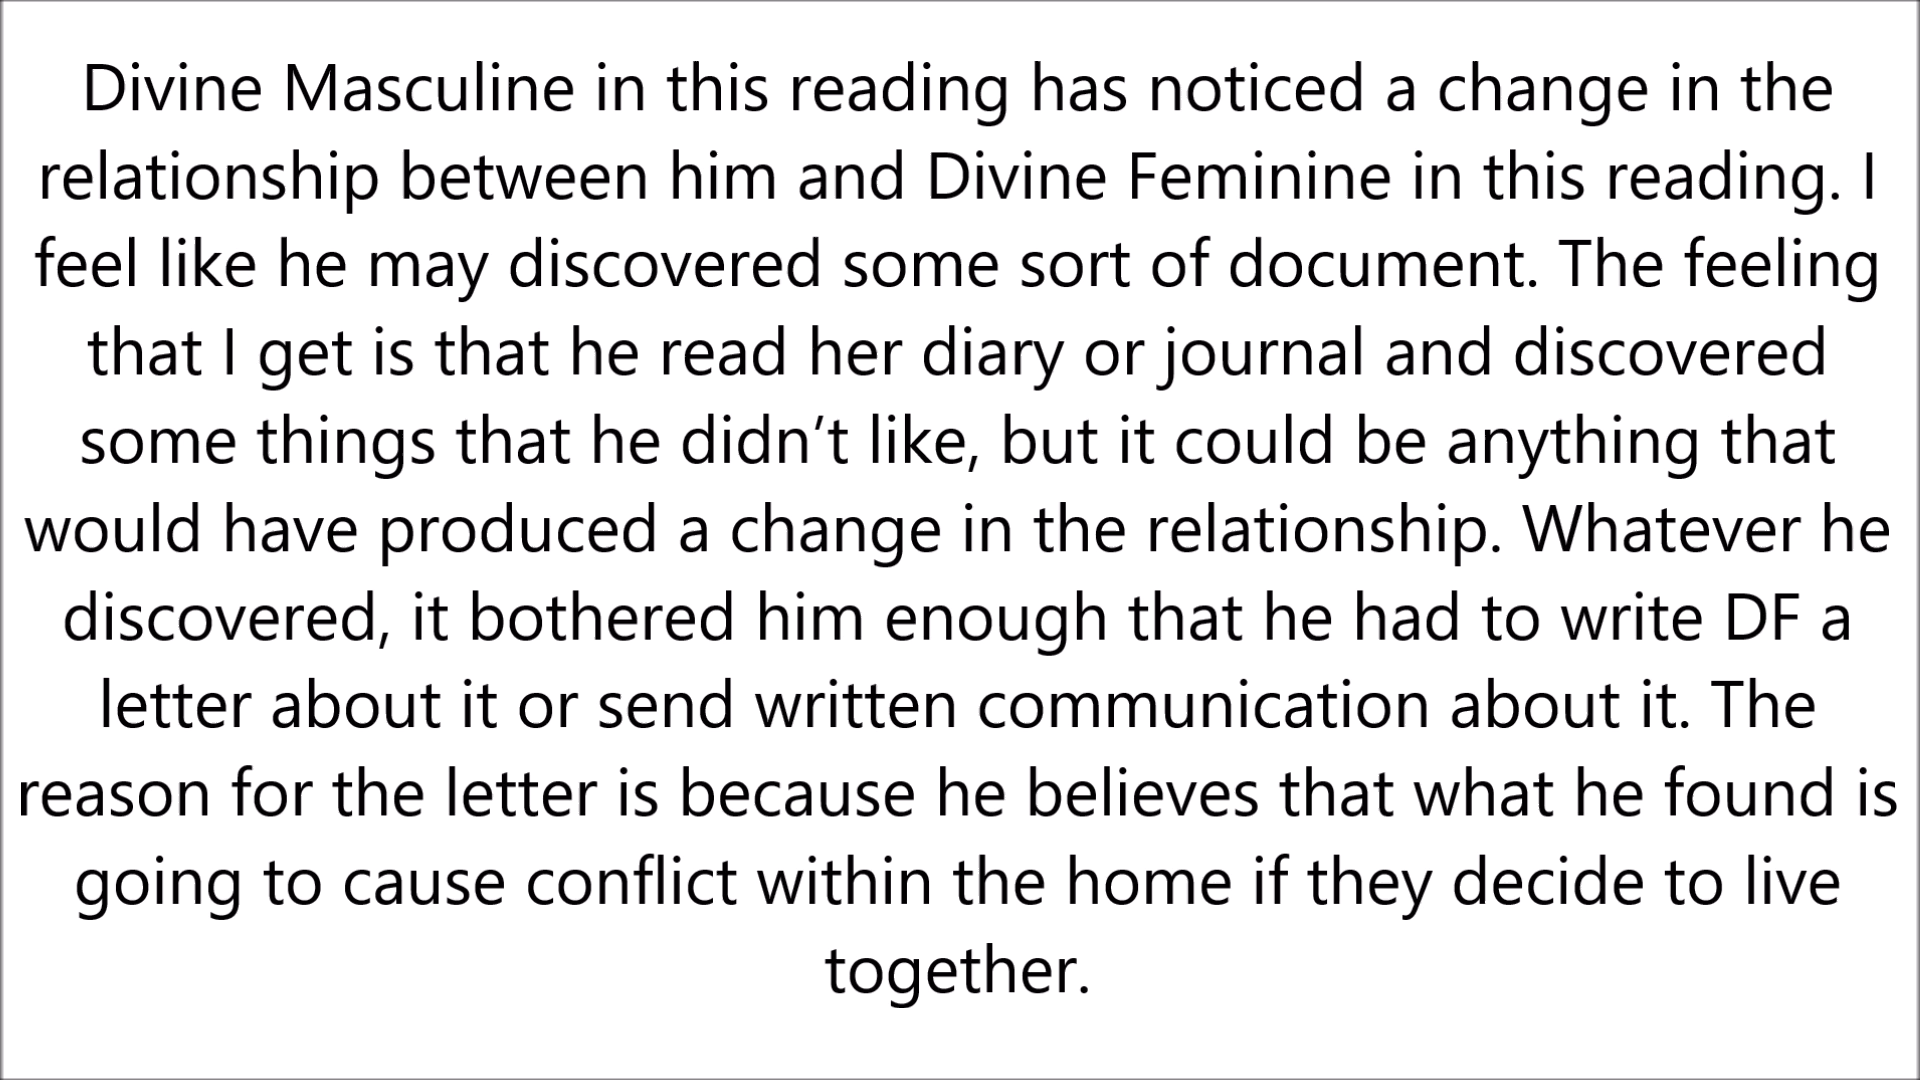 Divine Masculine in this reading has noticed a change in the
relationship between him and Divine Feminine in this reading. I
feel like he may discovered some sort of document. The feeling
that I get is that he read her diary or journal and discovered
some things that he didn’t like, but it could be anything that
would have produced a change in the relationship. Whatever he
discovered, it bothered him enough that he had to write DF a
letter about it or send written communication about it. The
reason for the letter is because he believes that what he found is
going to cause conflict within the home if they decide to live
together.